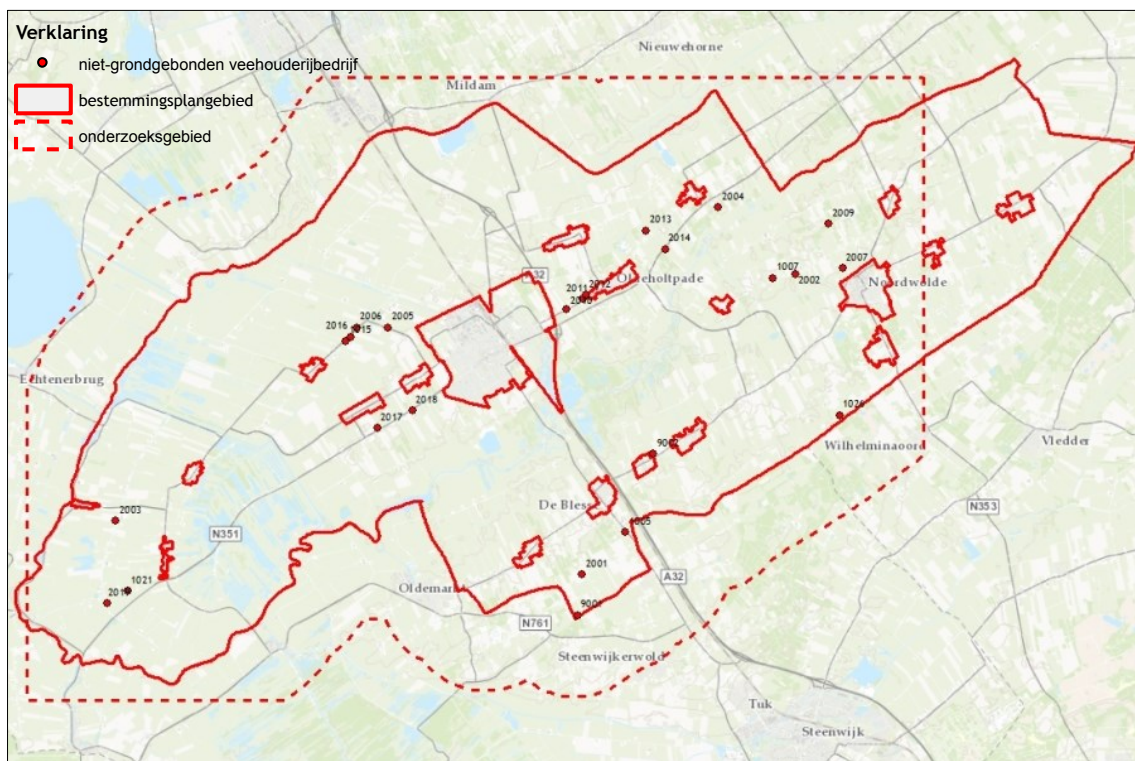 Verklaring
niet-grondgebonden veehouderijbedrijf
bestemmingsplangebied
onderzoeksgebied
Nieuwehorne
Mildam
2004
2013
2009
2014
2007
1007
2002
Noordwolde
A32
2011
2012
Oldeholtpade
2010
2006
2005
2016
2015
Echtenerbrug
2018
2017
1026
Wilhelminaoord
Vledder
9002
N353
De Blesse
2003
N351
2001
A32
1021
Oldemarkt
N761
Steenwijkerwold
Tuk
Steenwijk